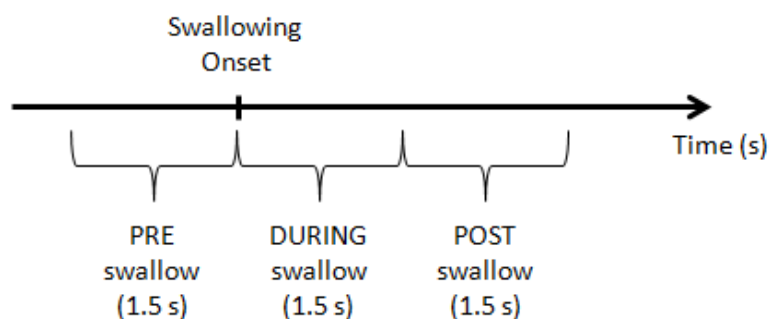 Swallowing
Onset
Time (s)
PRE
swallow
(1.5 s)
DURING
swallow
(1.5 s)
POST
swallow
(1.5 s)